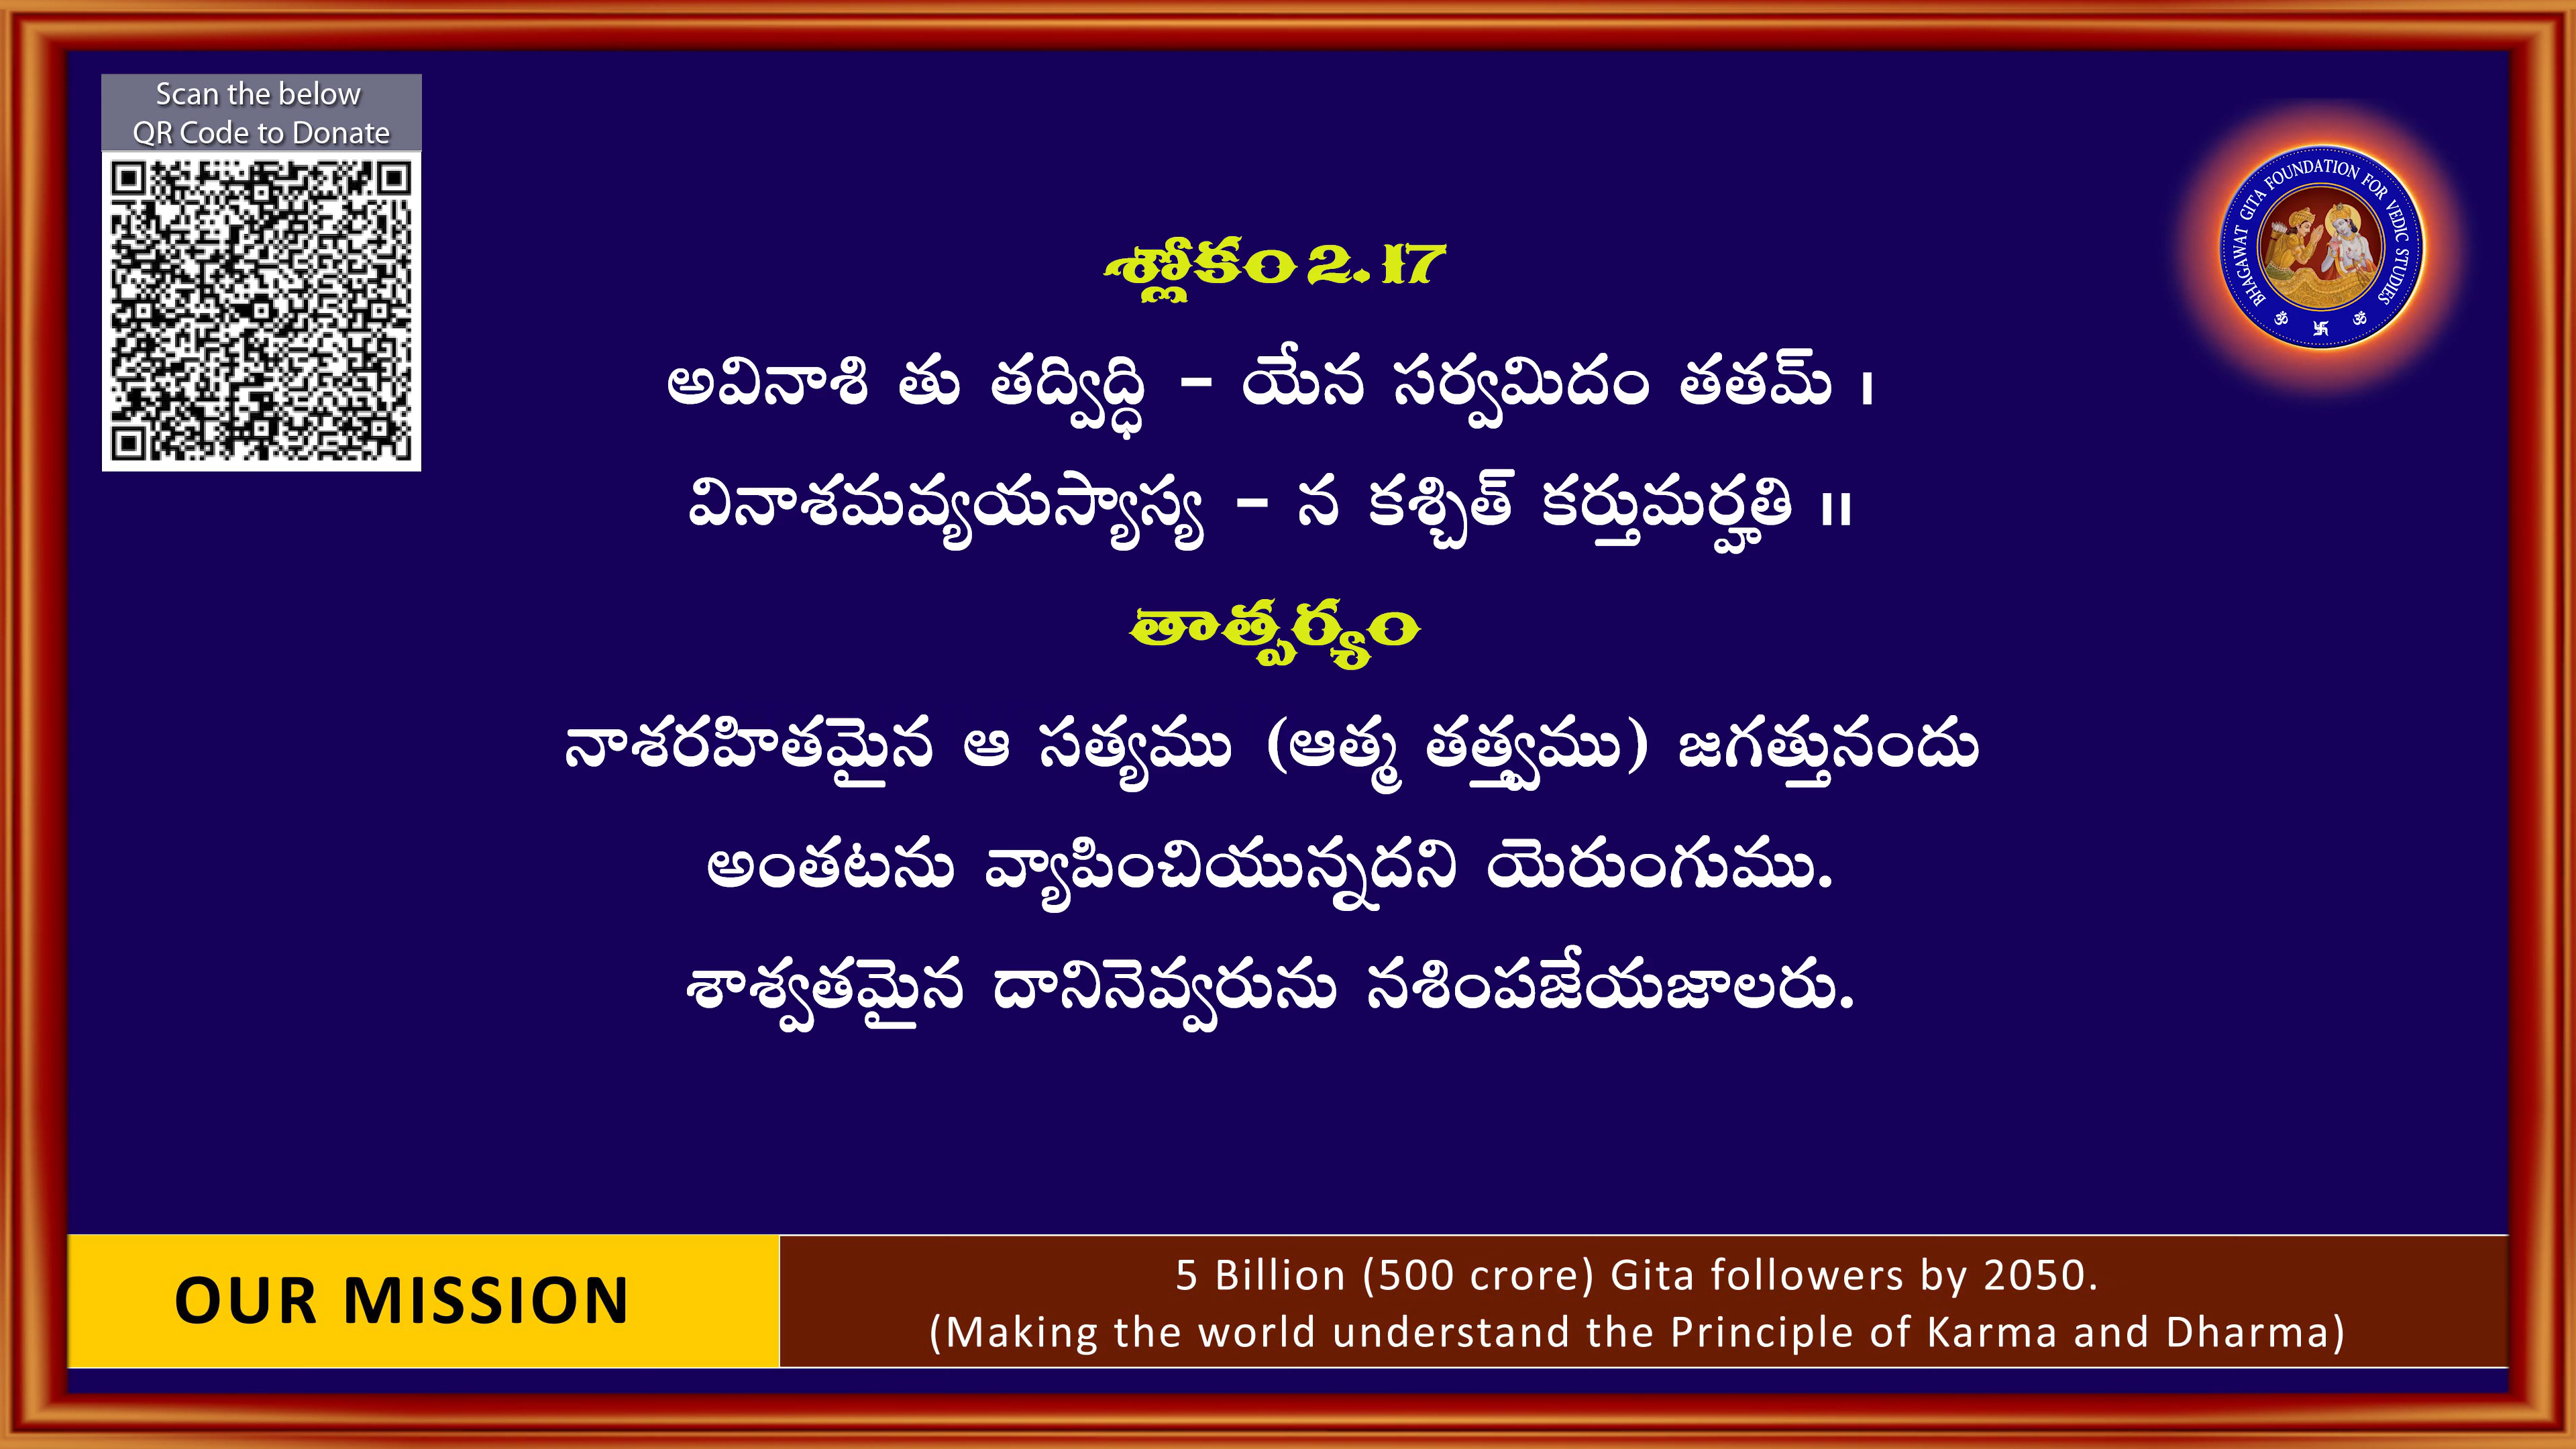 Scan the below
QR Code to Donate
BHAGAWAT GITA FOUNDATION FOR VEDIC STUDIES
ॐ 卐 ॐ
శ్లోకం 2.17
అవినాశి తు తద్విద్ధి - యేన సర్వమిదం తతమ్ ।
వినాశమవ్యయస్యాస్య - న కశ్చిత్ కర్తుమర్హతి ॥
తాత్పర్యం
నాశరహితమైన ఆ సత్యము (ఆత్మ తత్త్వము) జగత్తునందు
అంతటను వ్యాపించియున్నదని యెరుంగుము.
శాశ్వతమైన దానినెవ్వరును నశింపజేయజాలరు.
OUR MISSION
5 Billion (500 crore) Gita followers by 2050.
(Making the world understand the Principle of Karma and Dharma)